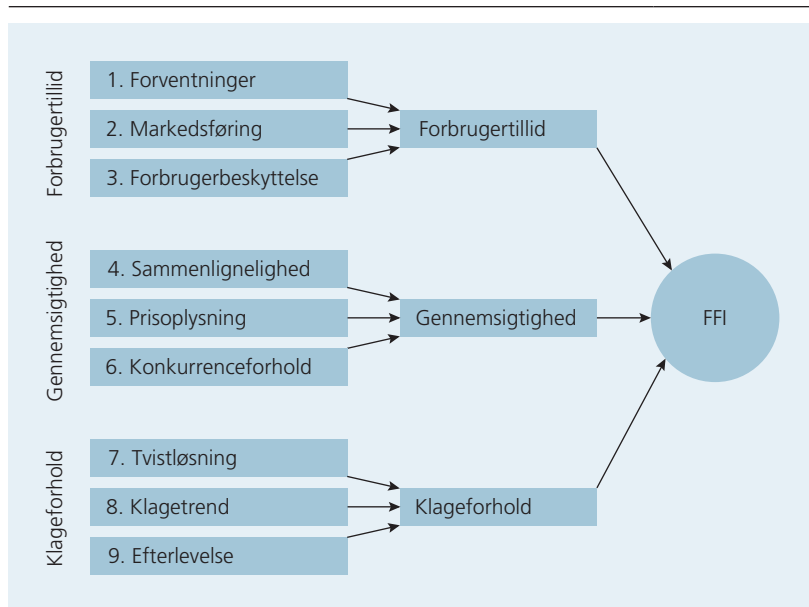 Forbrugertillid
1. Forventninger
2. Markedsføring
3. Forbrugerbeskyttelse
Forbrugertillid
Gennemsigtighed
4. Sammenlignelighed
5. Prisoplysning
6. Konkurrenceforhold
Gennemsigtighed
FFI
Klageforhold
7. Tvistløsning
8. Klagetrend
9. Efterlevelse
Klageforhold